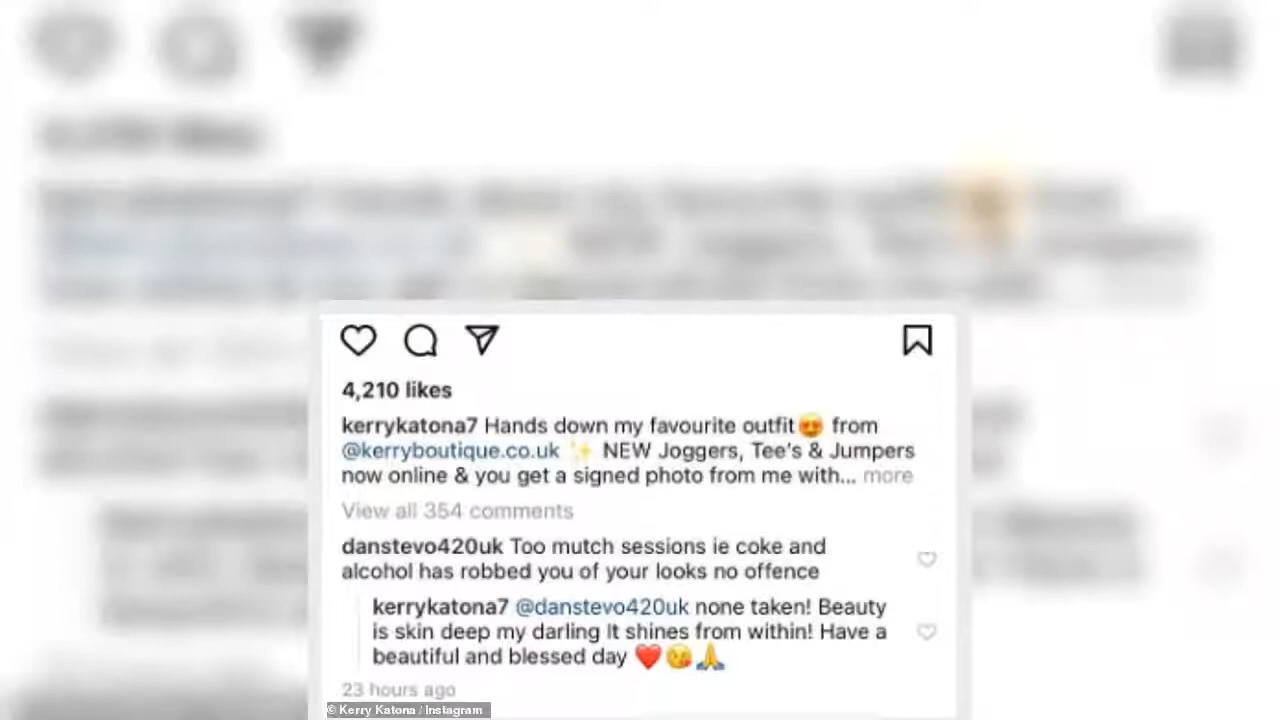 4,210 likes
kerrykatona7 Hands down my favourite outfit😍 from
@kerryboutique.co.uk ✨ NEW Joggers, Tee's & Jumpers
now online & you get a signed photo from me with... more
View all 354 comments
danstevo420uk Too mutch sessions ie coke and
alcohol has robbed you of your looks no offence
kerrykatona7 @danstevo420uk none taken! Beauty
is skin deep my darling It shines from within! Have a
beautiful and blessed day ❤️😘🙏
23 hours ago
© Kerry Katona / Instagram